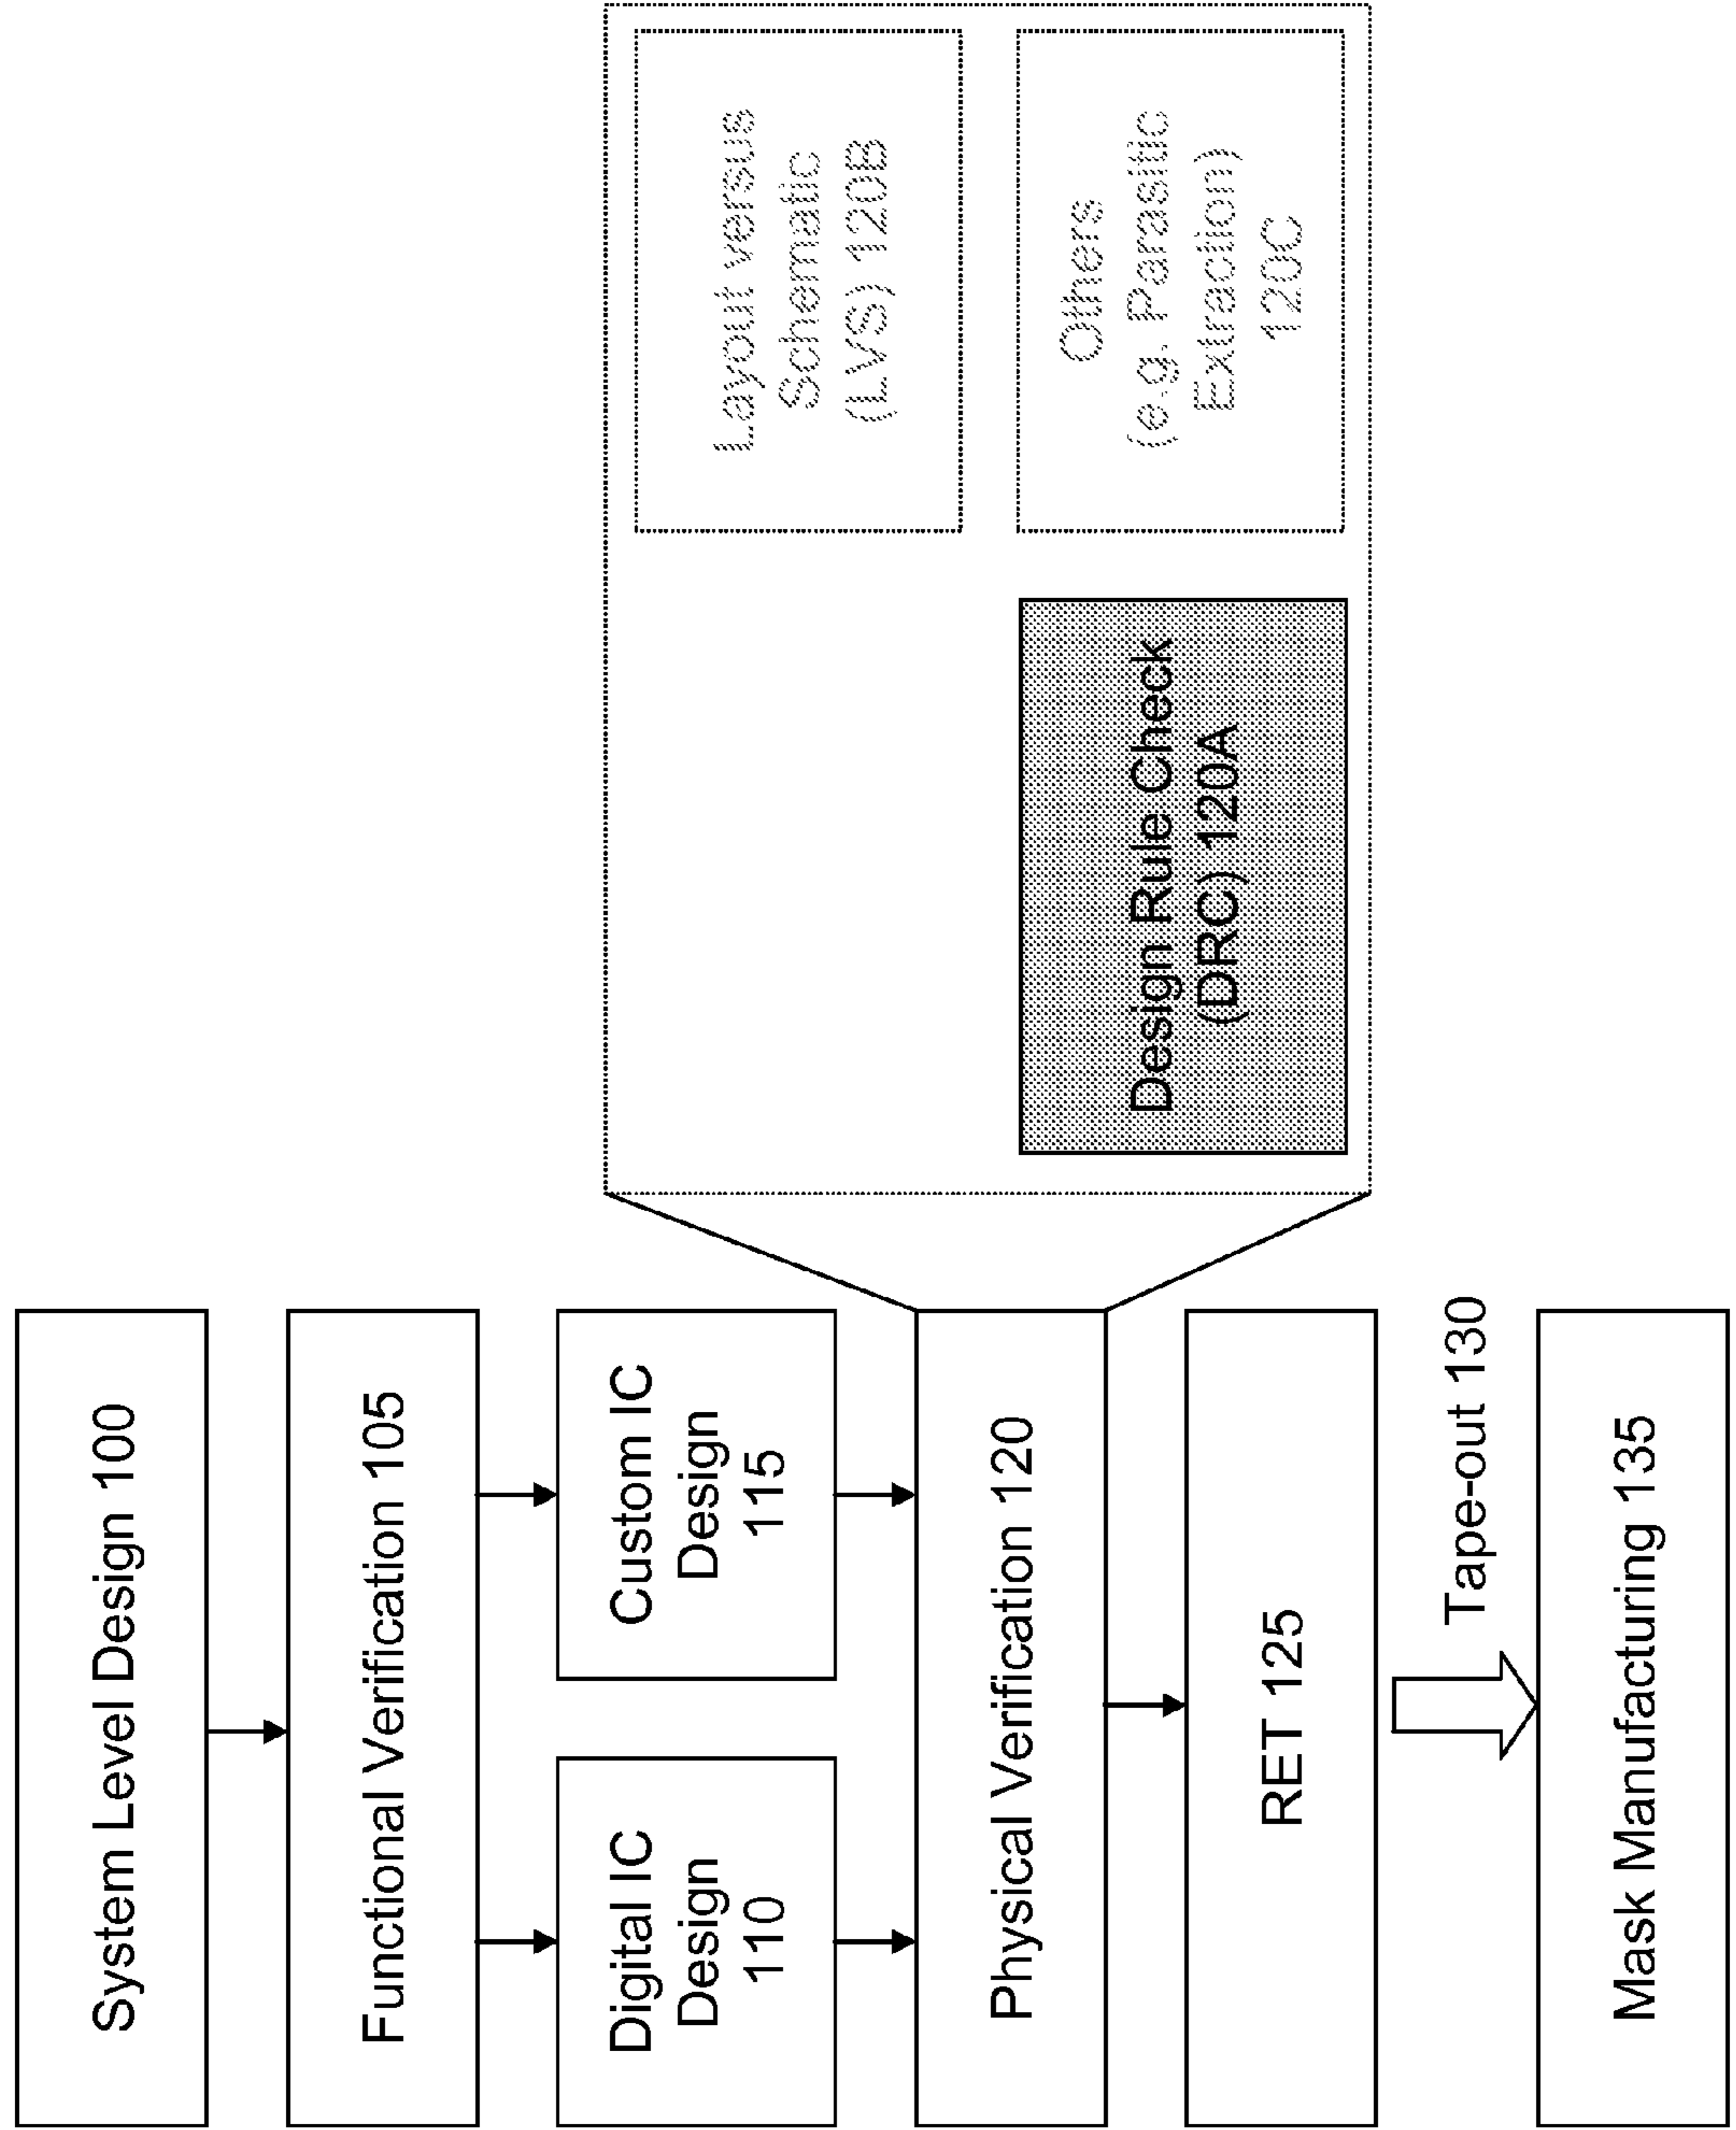 System Level Design 100
Functional Verification 105
Digital IC
Design
110
Custom IC
Design
115
Physical Verification 120
RET 125
Tape-out 130
Mask Manufacturing 135
Design Rule Check
(DRC) 120A
Layout versus
Schematic
(LVS) 120B
Others
(e.g. Parasitic
Extraction)
120C